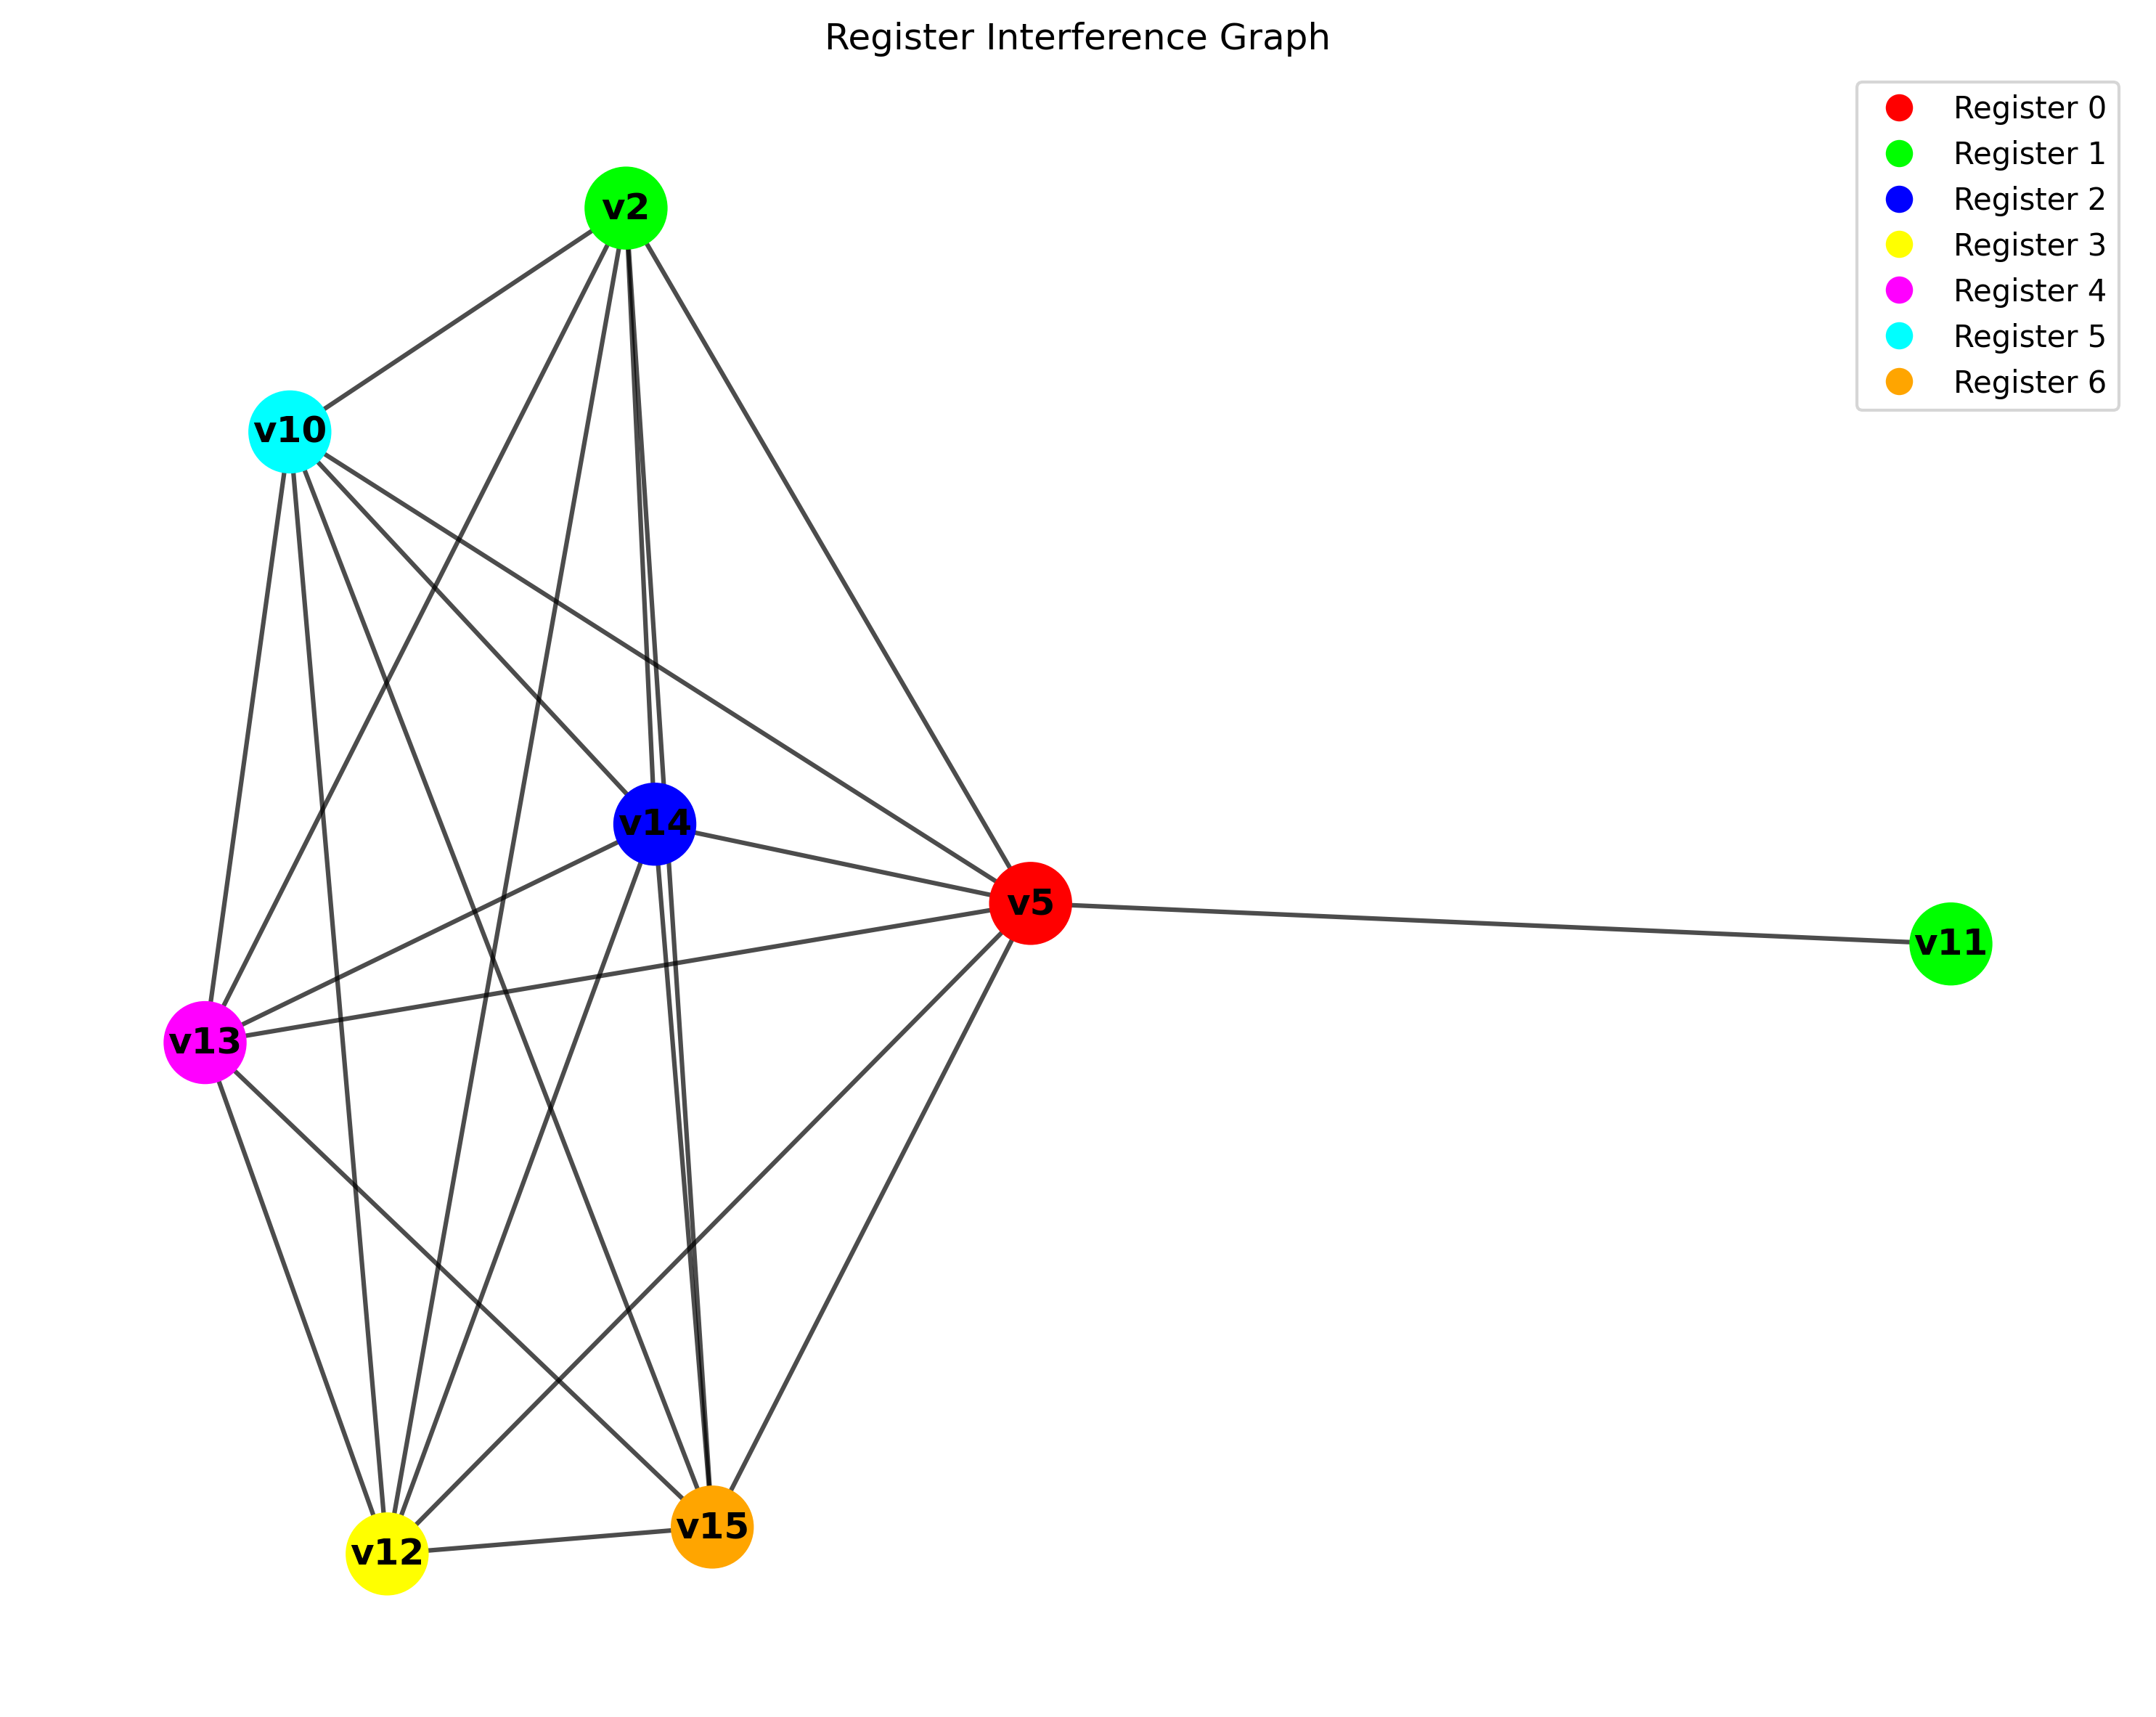 Register Interference Graph
Register 0
Register 1
Register 2
Register 3
Register 4
Register 5
Register 6
v2
v10
v14
v5
v11
v13
v15
v12